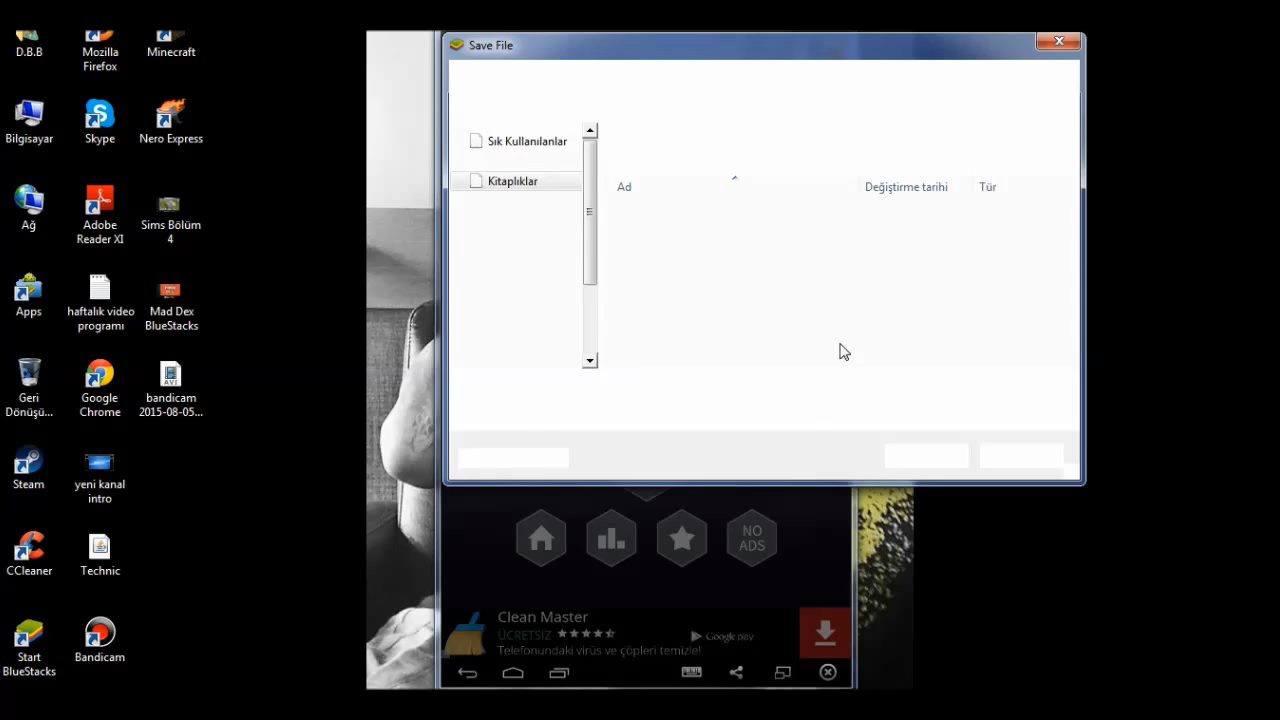 D.B.B
Mozilla
Firefox
Minecraft
Bilgisayar
Skype
Nero Express
Ağ
Adobe
Reader XI
Sims Bölüm
4
Apps
haftalık video
programı
Mad Dex
BlueStacks
Geri
Dönüşü...
Google
Chrome
bandicam
2015-08-05...
AVI
Steam
yeni kanal
intro
CCleaner
Technic
Start
BlueStacks
Bandicam
Save File
Sık Kullanılanlar
Kitaplıklar
Ad
Değiştirme tarihi
Tür
NO
ADS
Clean Master
ÜCRETSİZ
Google play
Telefonundaki virüs ve çöpleri temizle!